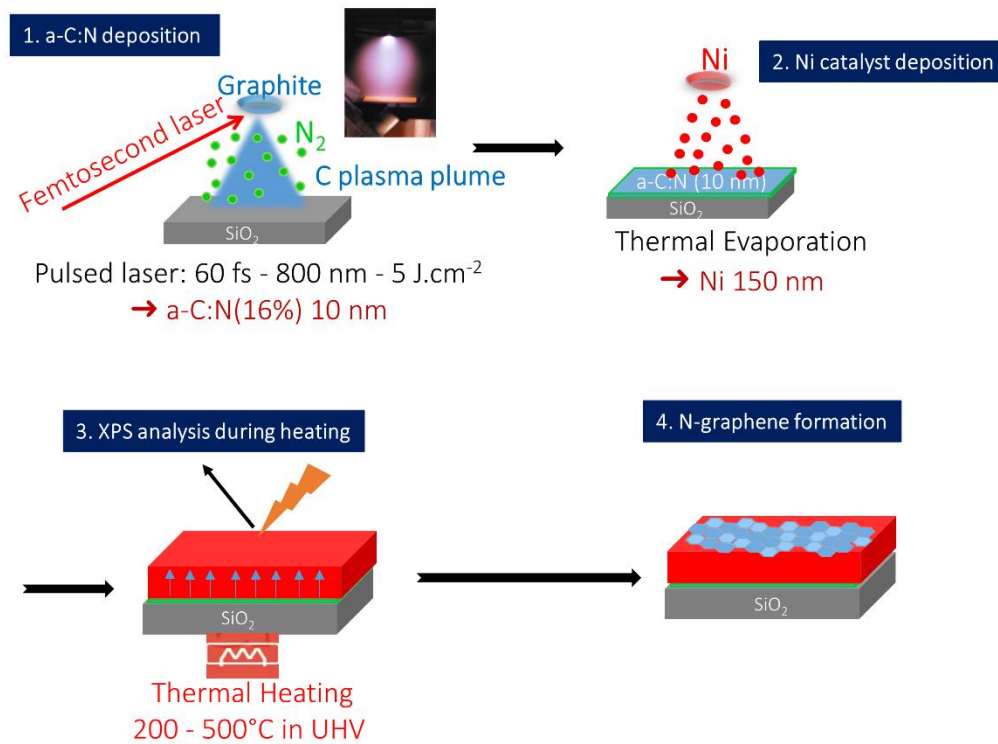 1. a-C:N deposition
Graphite
Femtosecond laser
N₂
C plasma plume
SiO₂
Pulsed laser: 60 fs - 800 nm - 5 J.cm⁻²
➔ a-C:N(16%) 10 nm
2. Ni catalyst deposition
Ni
a-C:N (10 nm)
SiO₂
Thermal Evaporation
➔ Ni 150 nm
3. XPS analysis during heating
SiO₂
Thermal Heating
200 - 500°C in UHV
4. N-graphene formation
SiO₂